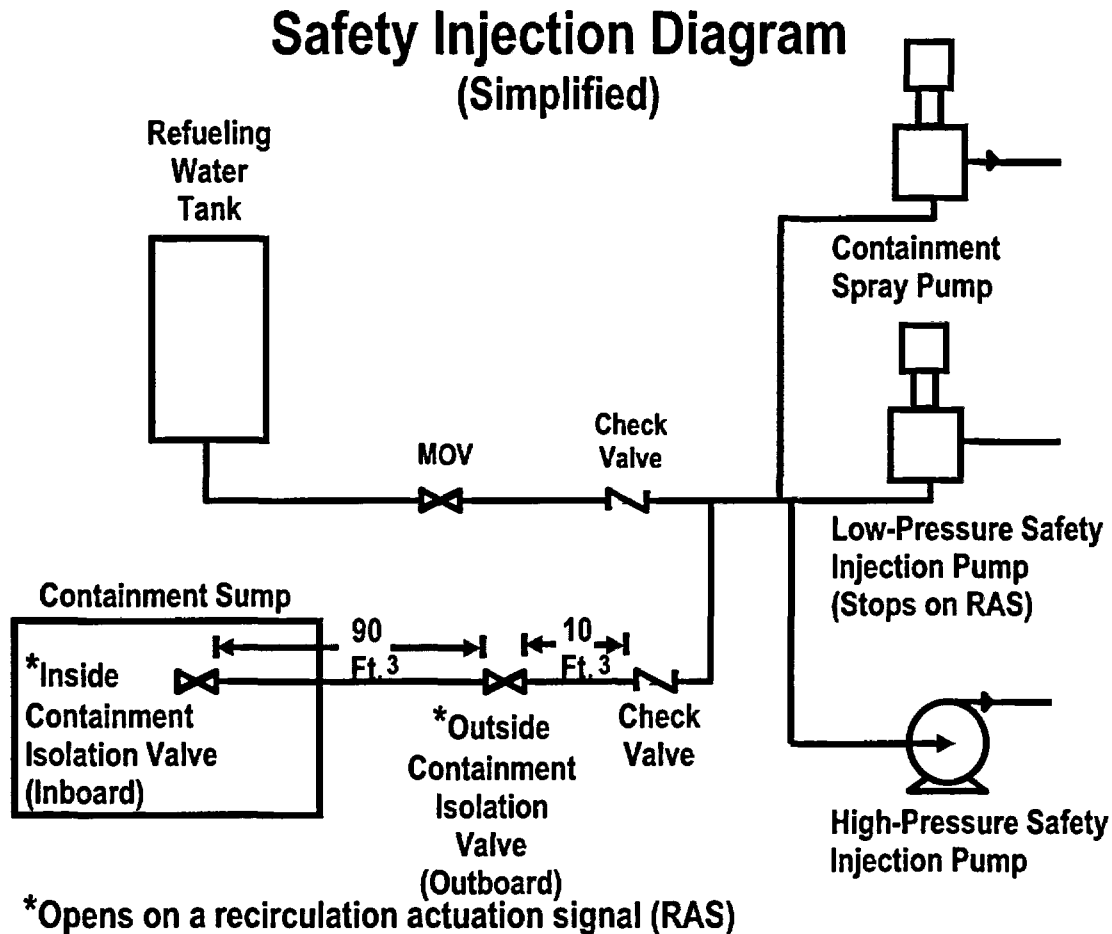 Safety Injection Diagram
(Simplified)
Refueling
Water
Tank
Containment
Spray Pump
MOV
Check
Valve
Low-Pressure Safety
Injection Pump
(Stops on RAS)
Containment Sump
90
Ft.3
10
Ft.3
*Inside
Containment
Isolation Valve
(Inboard)
*Outside
Containment
Isolation
Valve
(Outboard)
Check
Valve
High-Pressure Safety
Injection Pump
*Opens on a recirculation actuation signal (RAS)